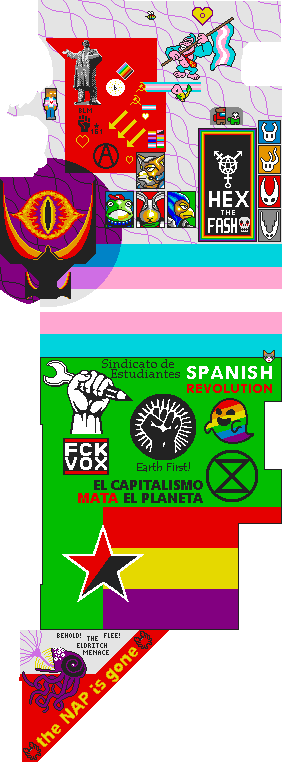 161
HEX
THE
FASH
Sindicato de
Estudiantes
SPANISH
REVOLUTION
FCK
VOX
Earth First!
EL CAPITALISMO
MATA EL PLANETA
BEHOLD! THE FLEE!
ELDRITCH
MENACE
the NAP is gone